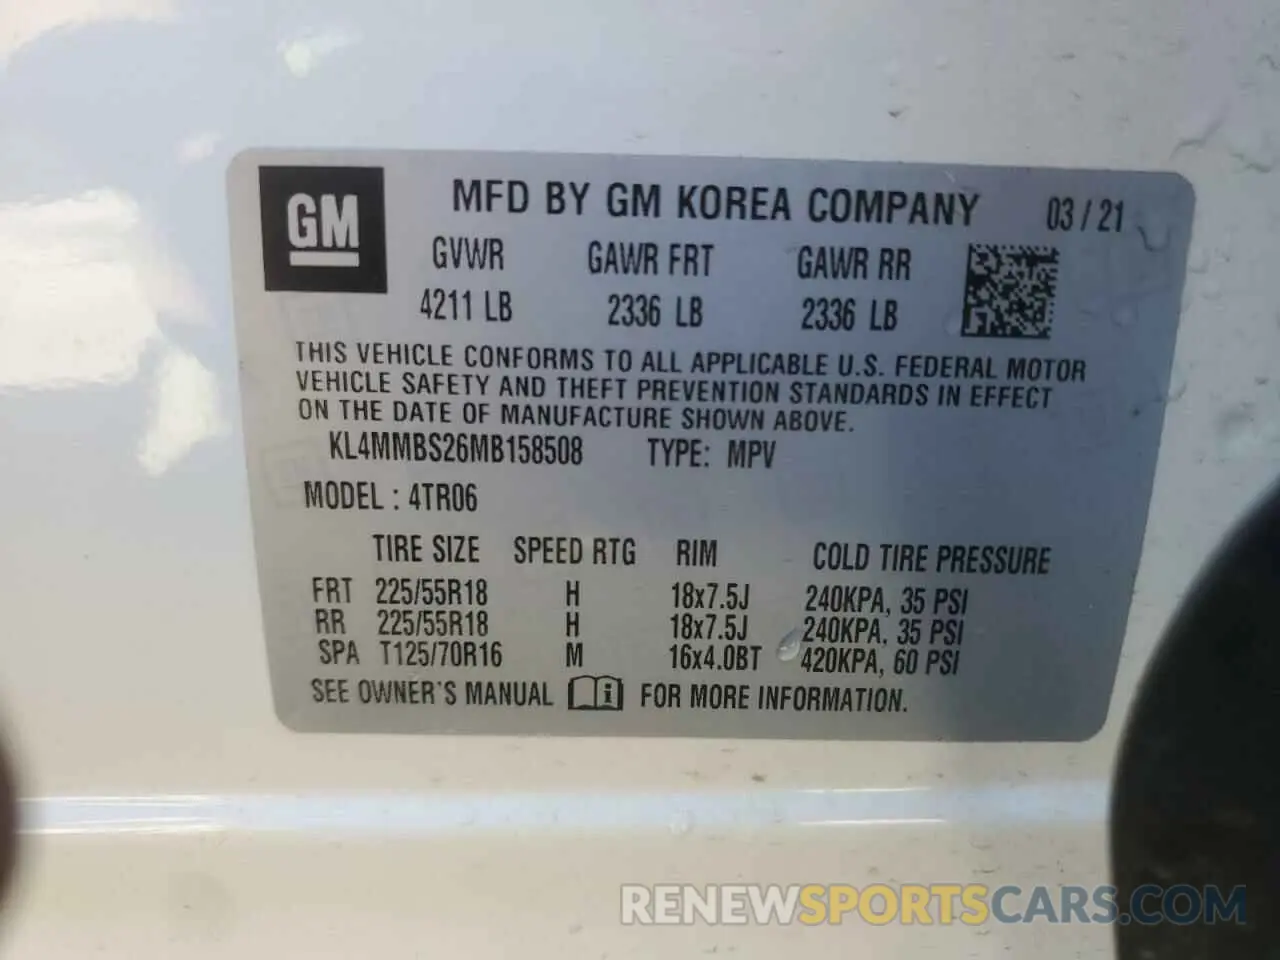 GM
MFD BY GM KOREA COMPANY 03 / 21
GVWR GAWR FRT GAWR RR
4211 LB 2336 LB 2336 LB
THIS VEHICLE CONFORMS TO ALL APPLICABLE U.S. FEDERAL MOTOR
VEHICLE SAFETY AND THEFT PREVENTION STANDARDS IN EFFECT
ON THE DATE OF MANUFACTURE SHOWN ABOVE.
KL4MMBS26MB158508 TYPE: MPV
MODEL : 4TR06
TIRE SIZE SPEED RTG RIM COLD TIRE PRESSURE
FRT 225/55R18 H 18x7.5J 240KPA, 35 PSI
RR 225/55R18 H 18x7.5J 240KPA, 35 PSI
SPA T125/70R16 M 16x4.0BT 420KPA, 60 PSI
SEE OWNER'S MANUAL i FOR MORE INFORMATION.
RENEWSPORTSCARS.COM